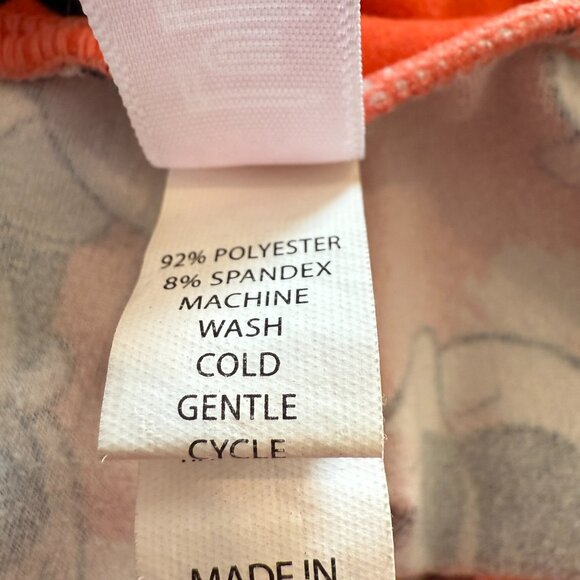 92% POLYESTER
8% SPANDEX
MACHINE
WASH
COLD
GENTLE
CYCLE
MADE IN